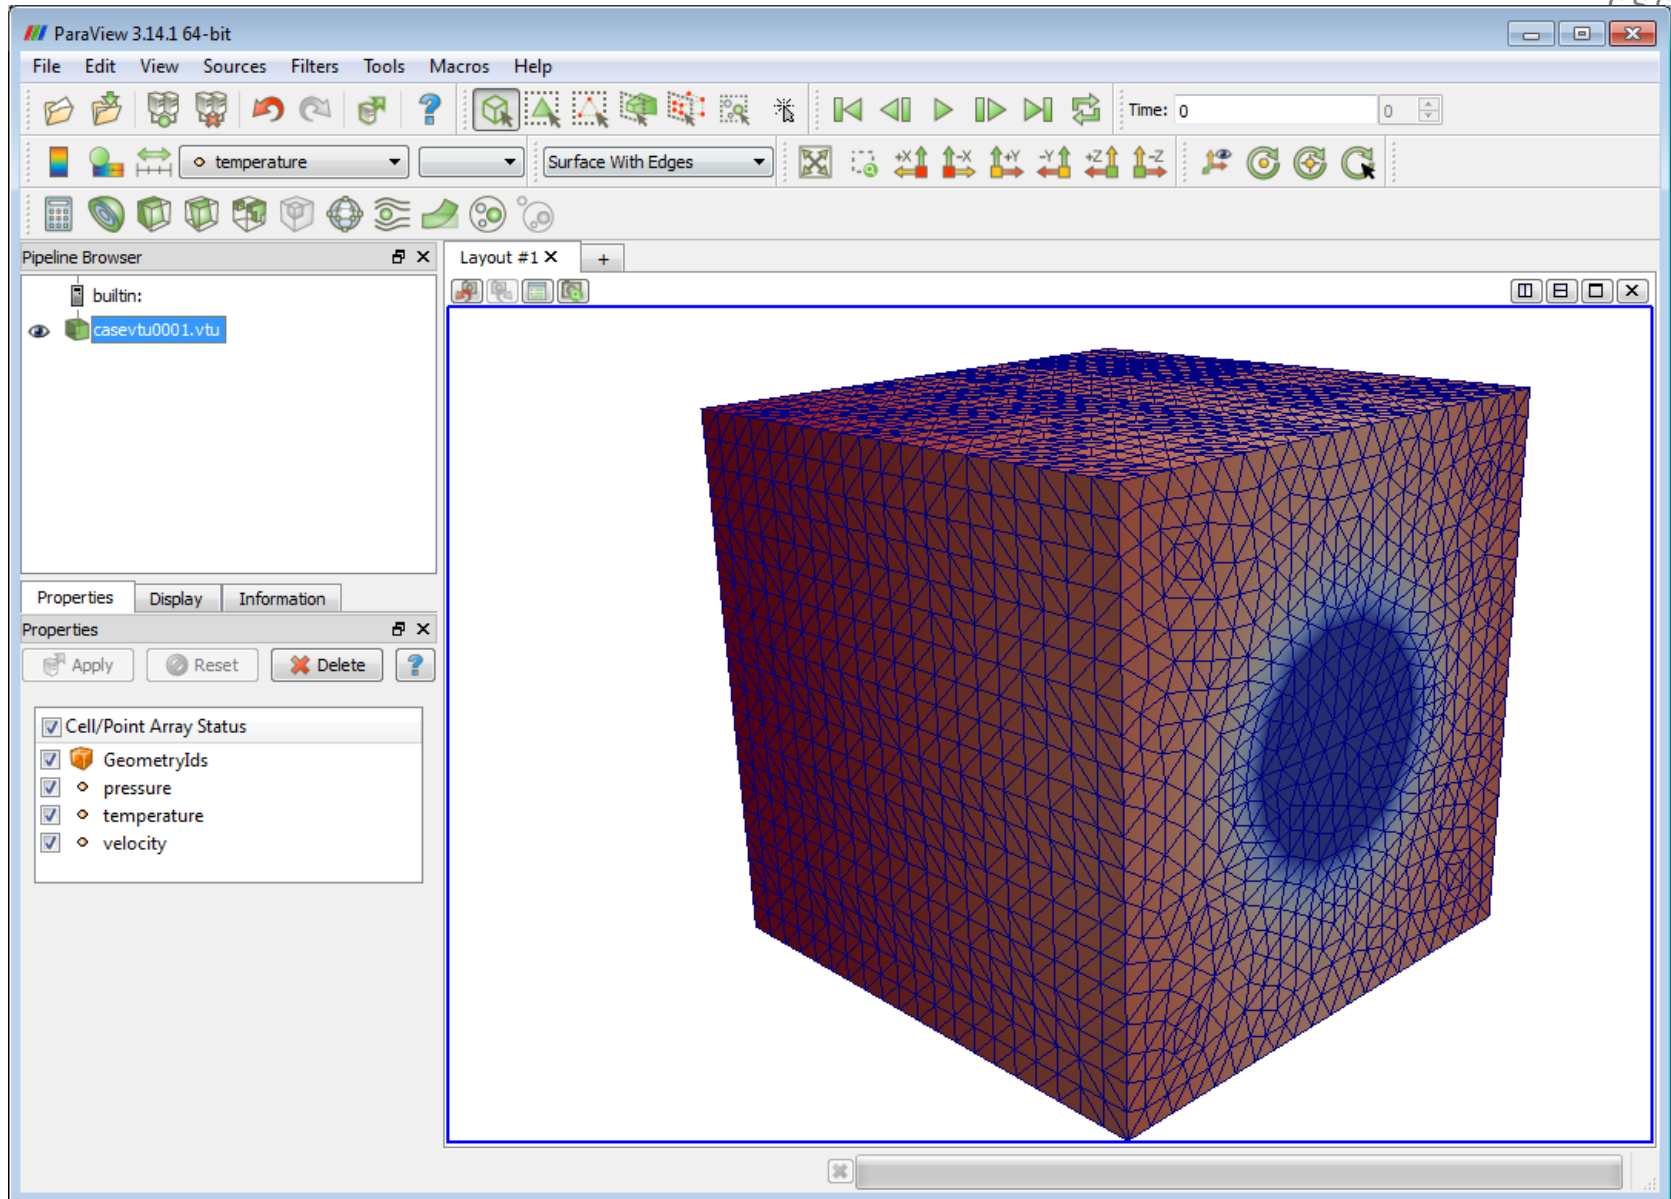 ParaView 3.14.1 64-bit
File Edit View Sources Filters Tools Macros Help
Time: 0 0
temperature Surface With Edges
+X -X +Y -Y +Z -Z
Pipeline Browser
Layout #1
builtin:
casevtu0001.vtu
Properties Display Information
Properties
Apply Reset Delete
Cell/Point Array Status
GeometryIds
pressure
temperature
velocity